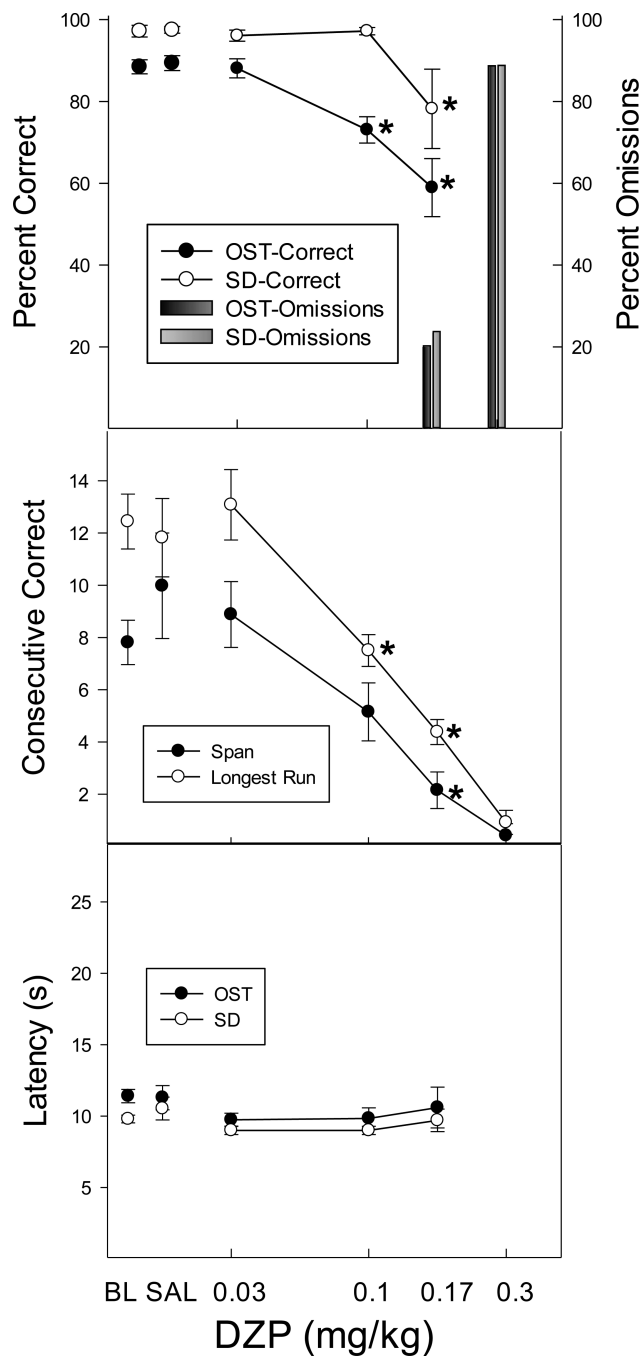 100
80
60
40
20
Percent Correct
100
80
60
40
20
Percent Omissions
OST-Correct
SD-Correct
OST-Omissions
SD-Omissions
*
*
*
14
12
10
8
6
4
2
Consecutive Correct
Span
Longest Run
*
*
*
25
20
15
10
5
Latency (s)
OST
SD
BL SAL 0.03 0.1 0.17 0.3
DZP (mg/kg)